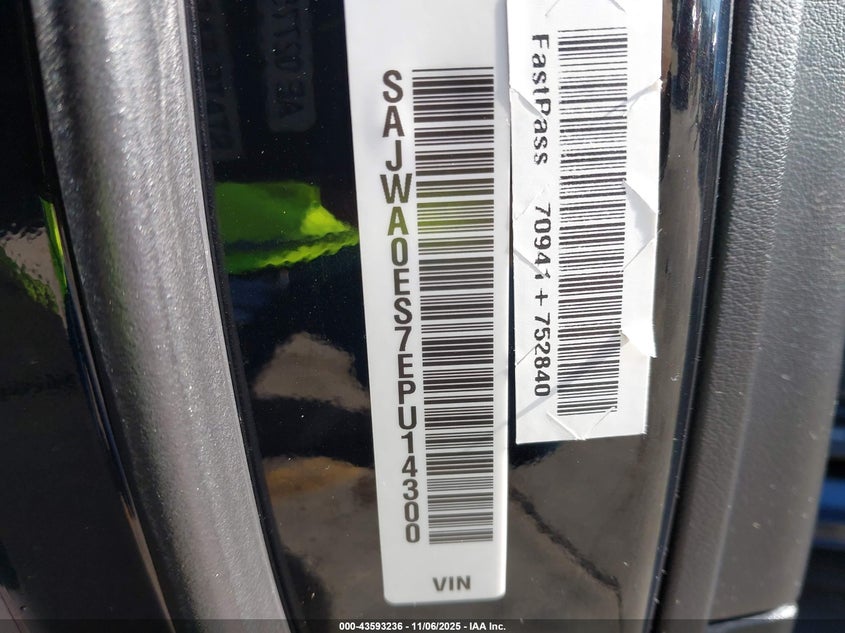 SAJWA0ES7EPU14300
VIN
FastPass 70941 + 752840
000-43593236 - 11/06/2025 - IAA Inc.